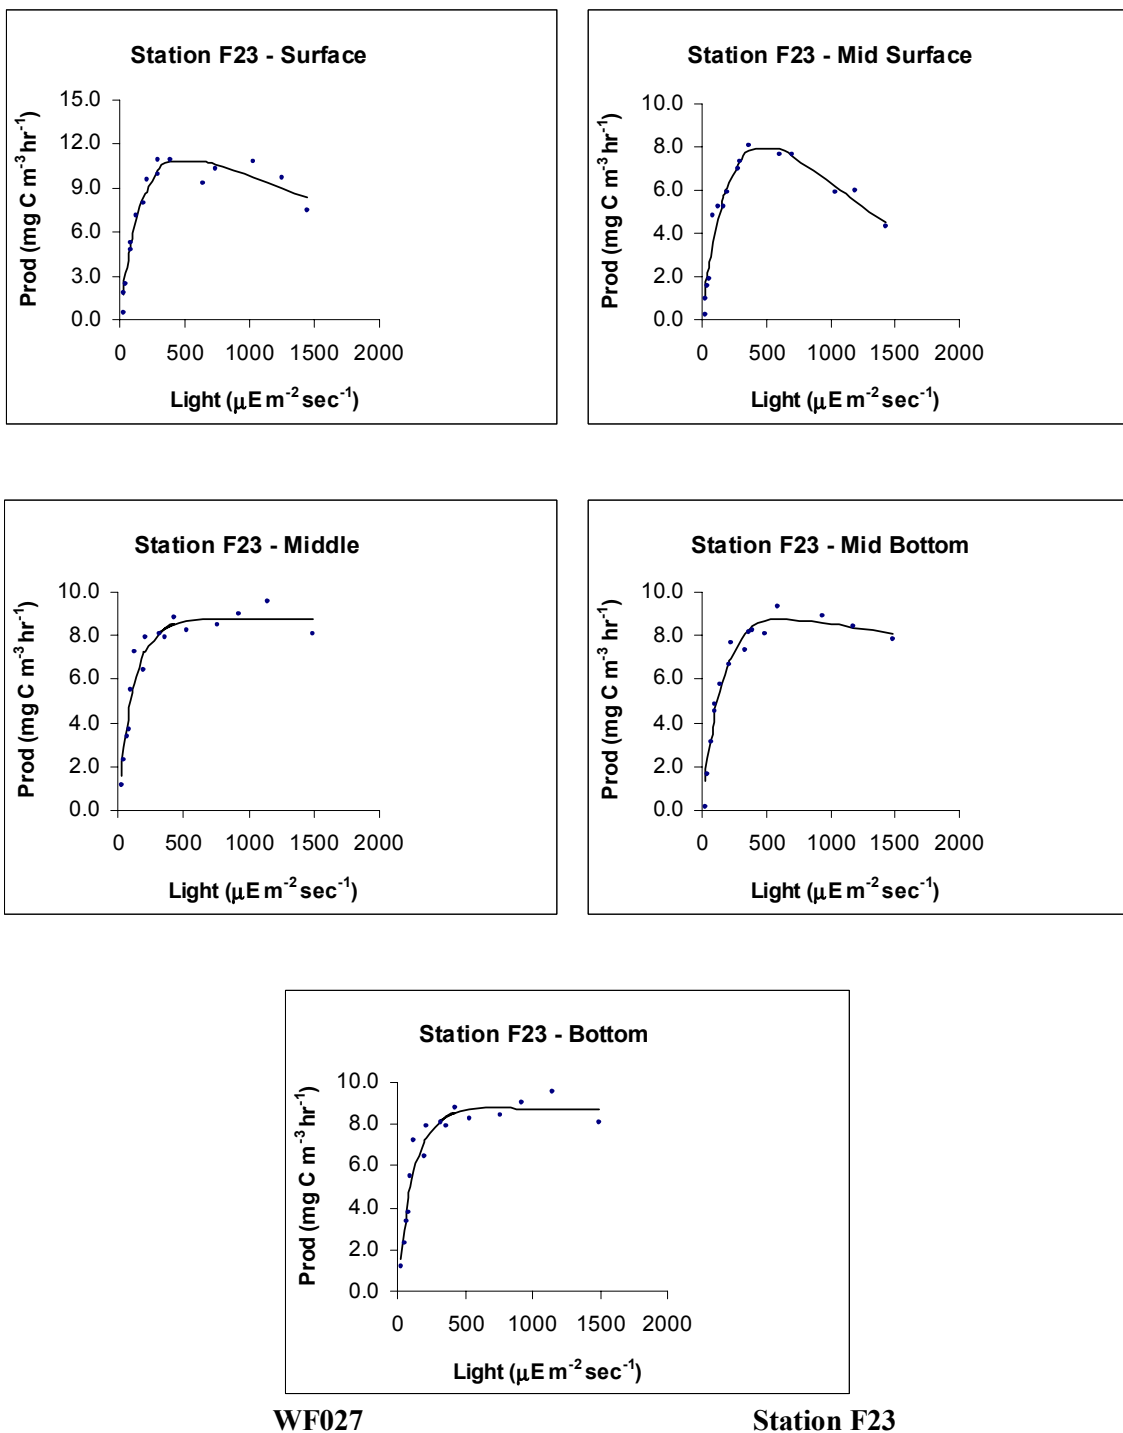 Station F23 - Surface
Prod (mg C m⁻³ hr⁻¹)
15.0
12.0
9.0
6.0
3.0
0.0
0 500 1000 1500 2000
Light (µE m⁻² sec⁻¹)
Station F23 - Mid Surface
Prod (mg C m⁻³ hr⁻¹)
10.0
8.0
6.0
4.0
2.0
0.0
0 500 1000 1500 2000
Light (µE m⁻² sec⁻¹)
Station F23 - Middle
Prod (mg C m⁻³ hr⁻¹)
10.0
8.0
6.0
4.0
2.0
0.0
0 500 1000 1500 2000
Light (µE m⁻² sec⁻¹)
Station F23 - Mid Bottom
Prod (mg C m⁻³ hr⁻¹)
10.0
8.0
6.0
4.0
2.0
0.0
0 500 1000 1500 2000
Light (µE m⁻² sec⁻¹)
Station F23 - Bottom
Prod (mg C m⁻³ hr⁻¹)
10.0
8.0
6.0
4.0
2.0
0.0
0 500 1000 1500 2000
Light (µE m⁻² sec⁻¹)
WF027 Station F23